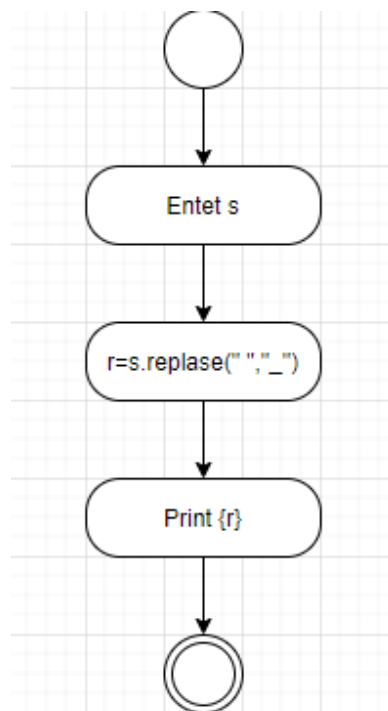 Entet s
r=s.replase(" ","_")
Print {r}